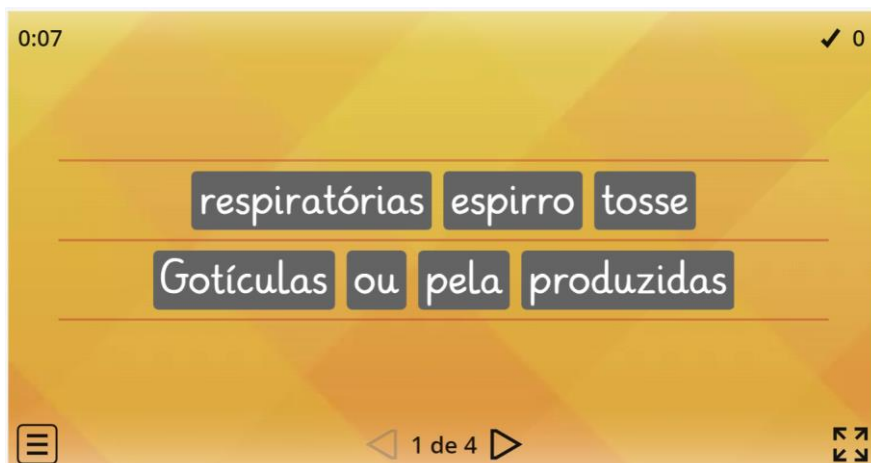 0:07 ✓ 0
respiratórias espirro tosse
Gotículas ou pela produzidas
1 de 4